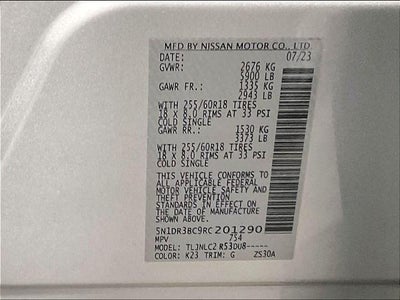 MFD BY NISSAN MOTOR CO., LTD
DATE: 07/23
GVWR: 2676 KG
5900 LB
GAWR FR.: 1335 KG
2943 LB
WITH 255/60R18 TIRES
18 X 8.0 RIMS AT 33 PSI
COLD SINGLE
GAWR RR.: 1530 KG
3373 LB
WITH 255/60R18 TIRES
18 X 8.0 RIMS AT 33 PSI
COLD SINGLE
THIS VEHICLE CONFORMS TO
ALL APPLICABLE FEDERAL
MOTOR VEHICLE SAFETY AND
THEFT PREVENTION
STANDARDS IN EFFECT ON
THE DATE OF MANUFACTURE
SHOWN ABOVE.
5N1DR3BC9RC201290
MPV 754
MODEL: TLJNLC2 R53DU8-----
COLOR: K23 TRIM: G ZS30A